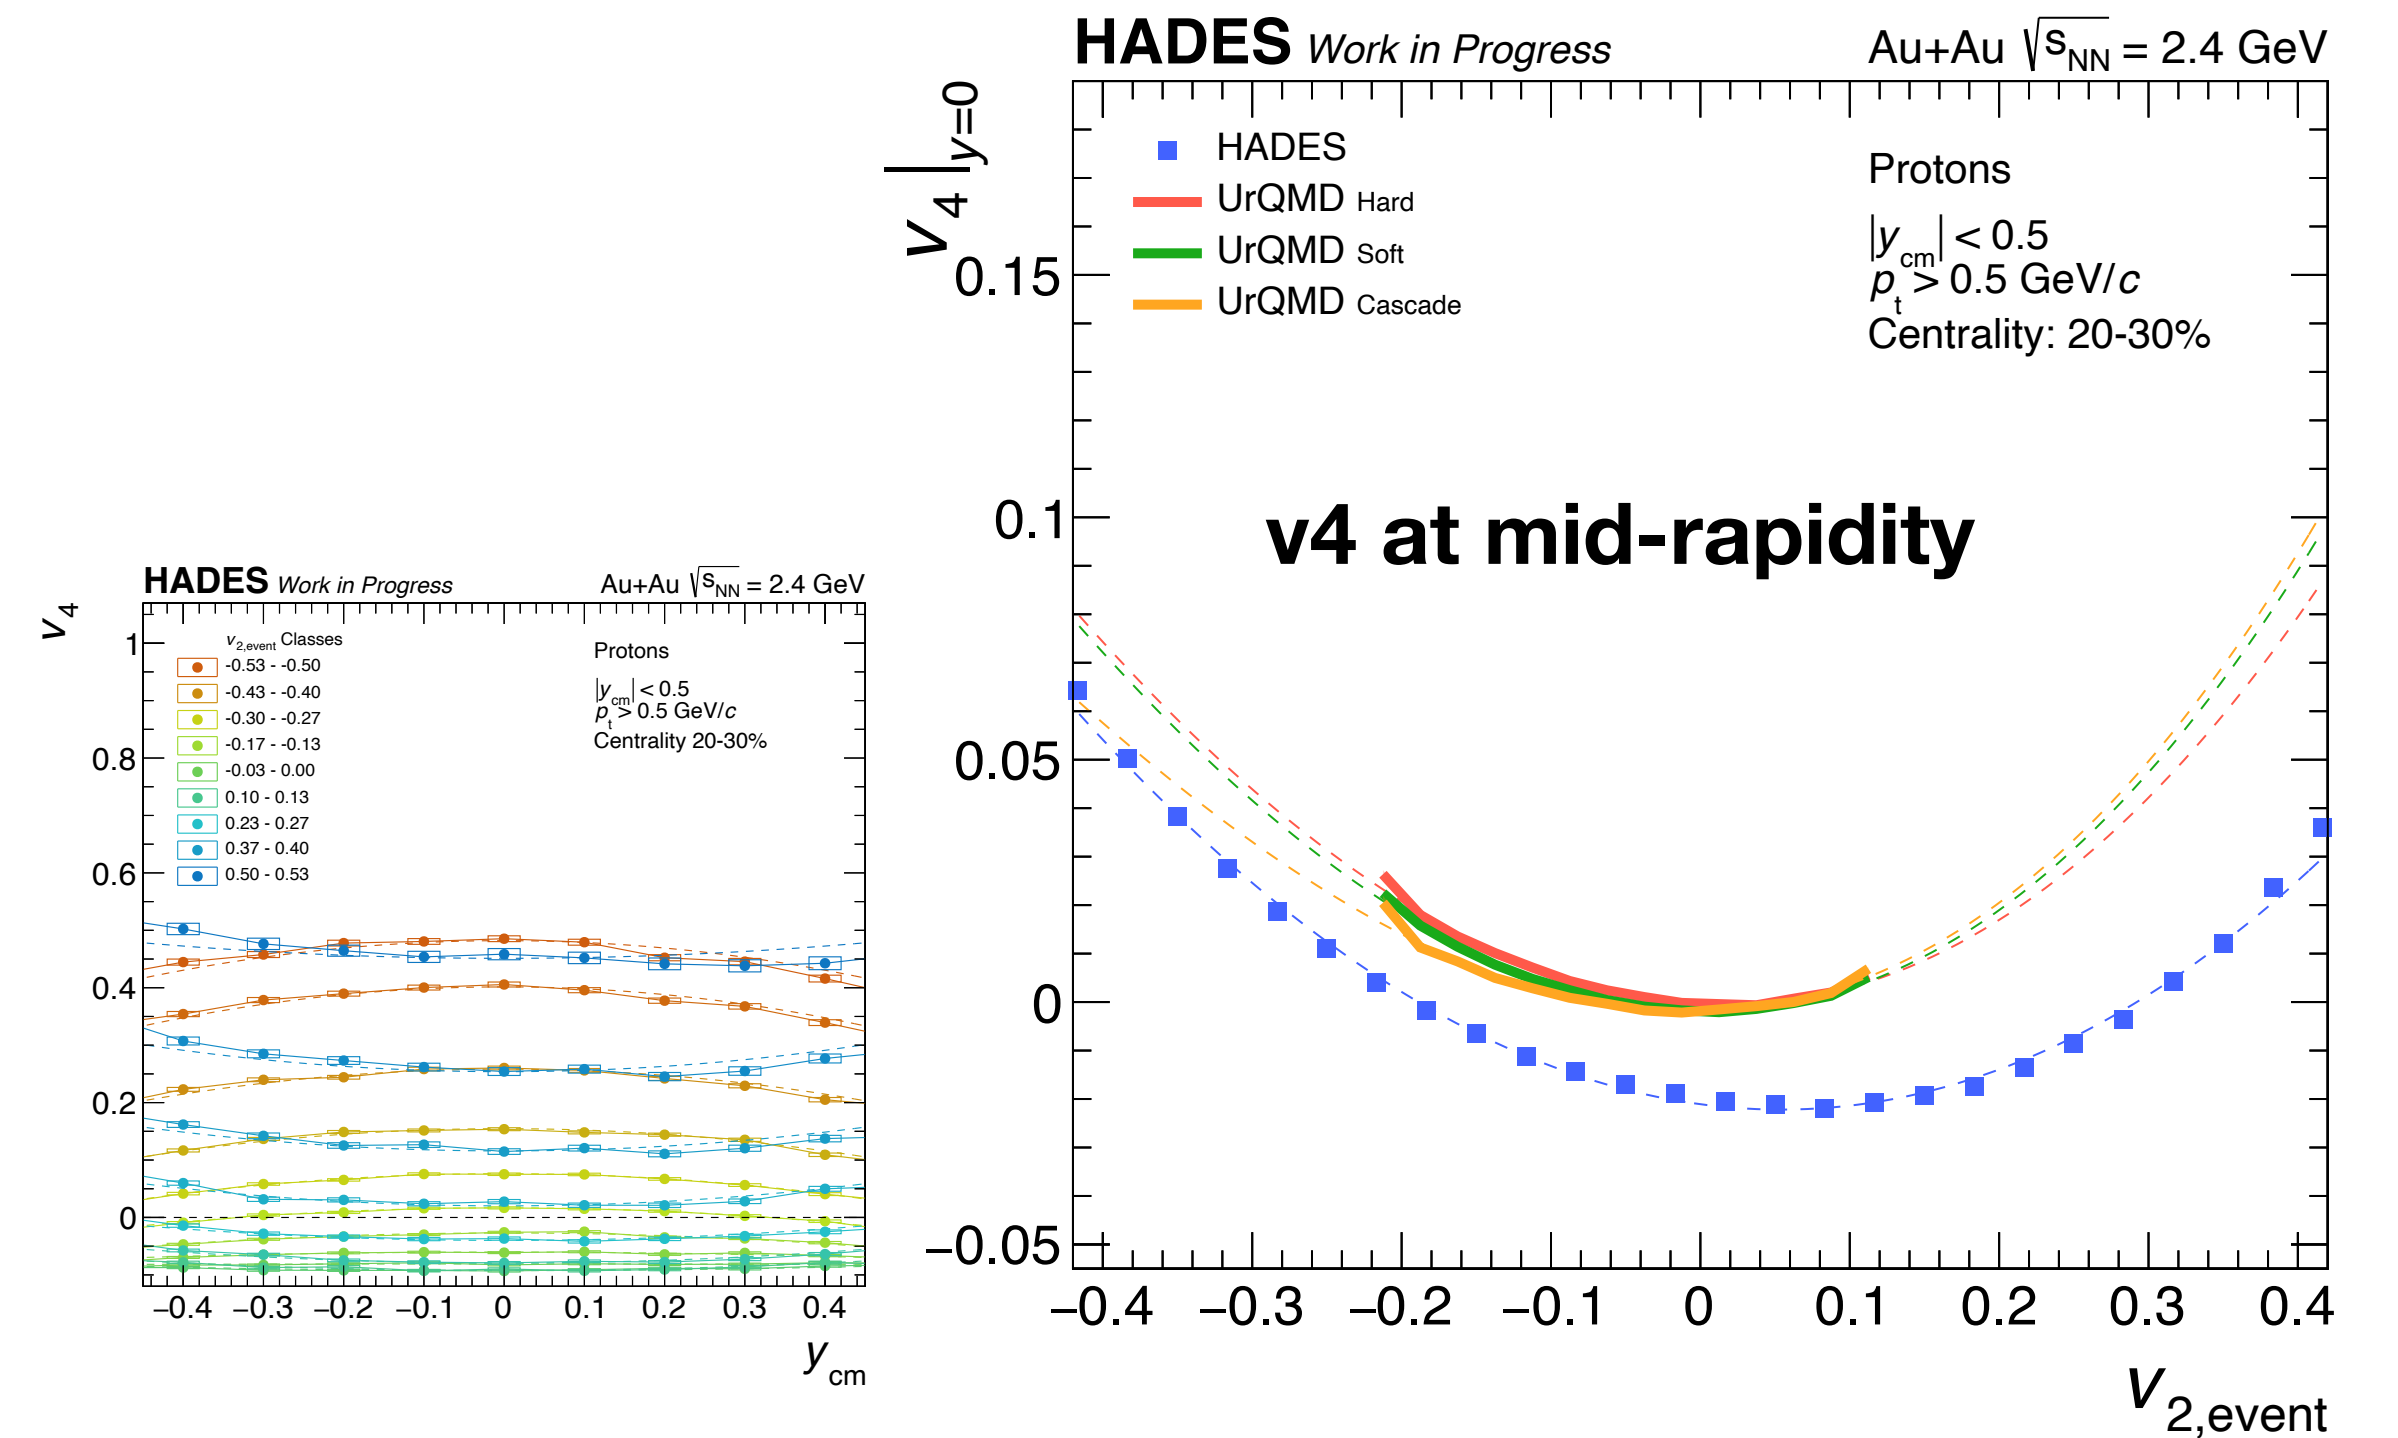 HADES Work in Progress
Au+Au √sNN = 2.4 GeV
v4|y=0
HADES
UrQMD Hard
UrQMD Soft
UrQMD Cascade
Protons
|ycm| < 0.5
pt > 0.5 GeV/c
Centrality: 20-30%
0.15
0.1
0.05
0
−0.05
v4 at mid-rapidity
−0.4 −0.3 −0.2 −0.1 0 0.1 0.2 0.3 0.4
v2,event
HADES Work in Progress
Au+Au √sNN = 2.4 GeV
v4
v2,event Classes
-0.53 - -0.50
-0.43 - -0.40
-0.30 - -0.27
-0.17 - -0.13
-0.03 - 0.00
0.10 - 0.13
0.23 - 0.27
0.37 - 0.40
0.50 - 0.53
Protons
|ycm| < 0.5
pt > 0.5 GeV/c
Centrality 20-30%
1
0.8
0.6
0.4
0.2
0
−0.4 −0.3 −0.2 −0.1 0 0.1 0.2 0.3 0.4
ycm